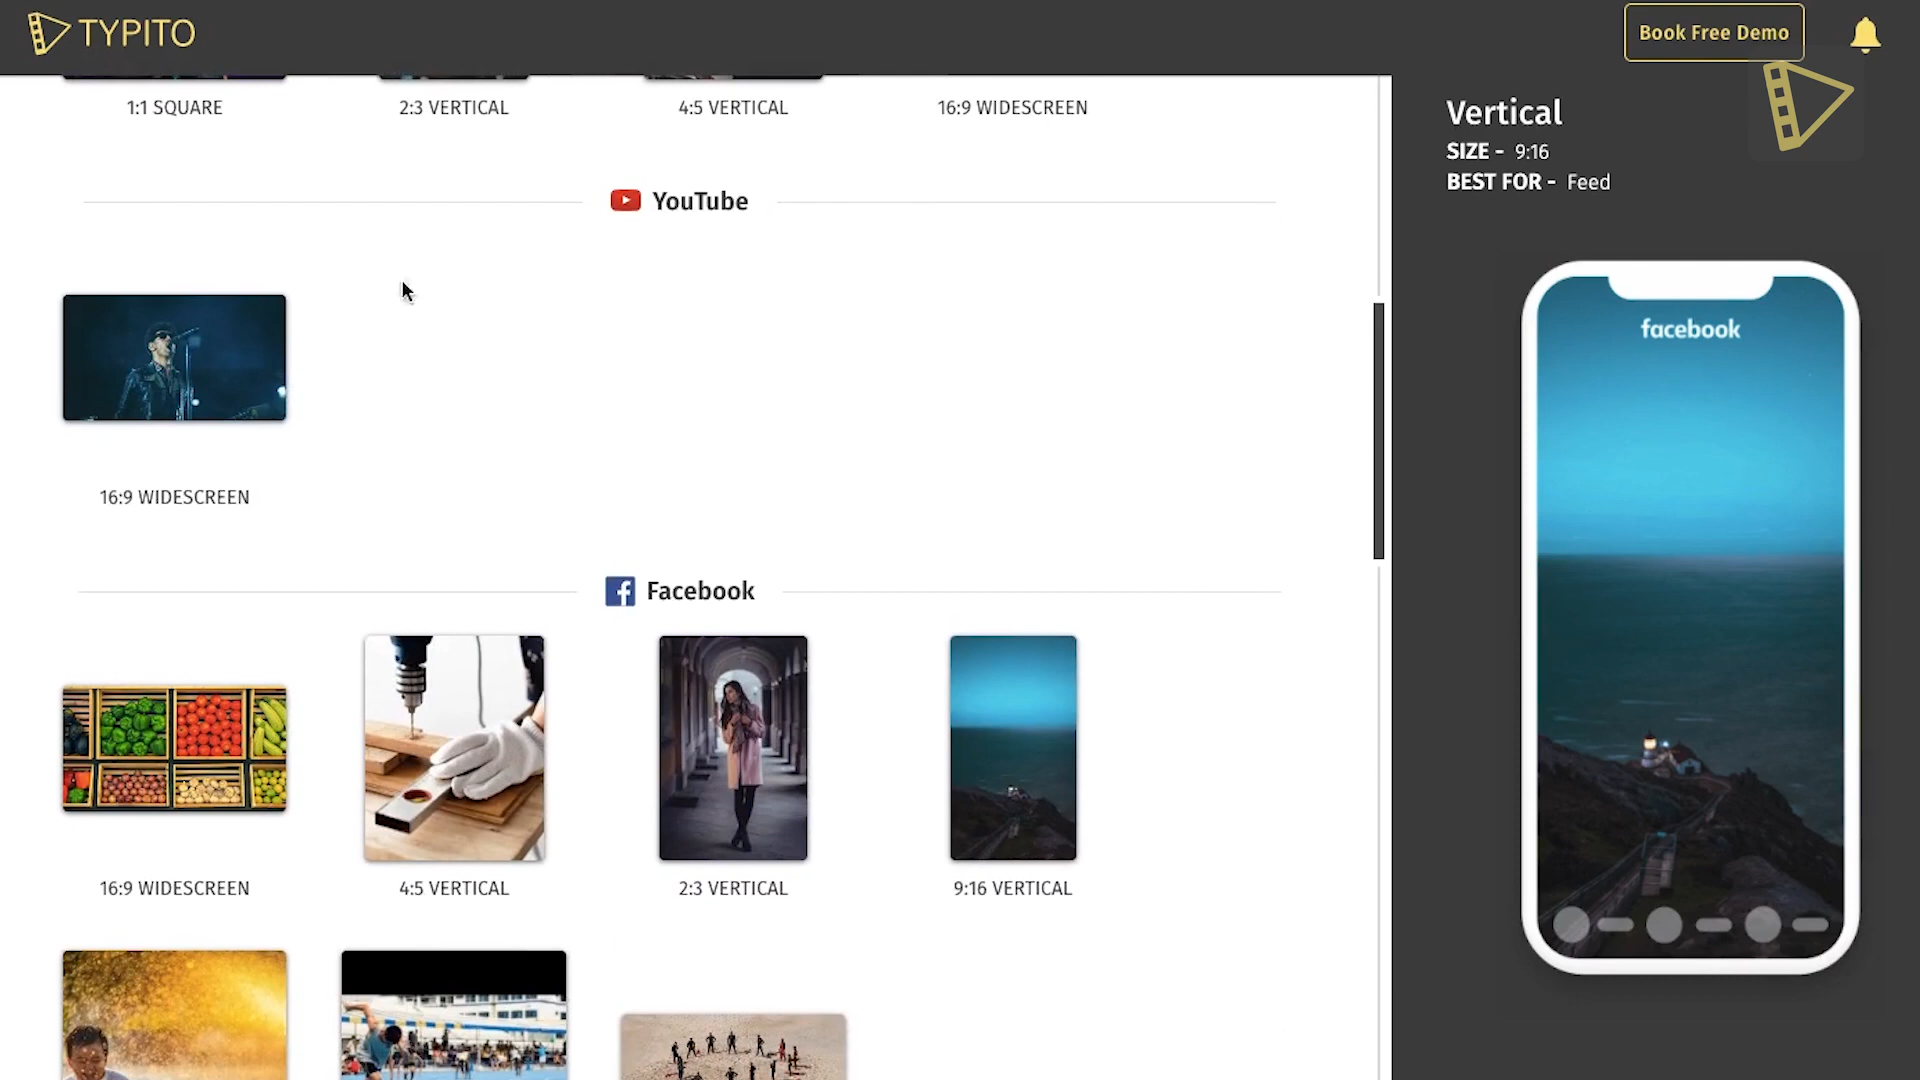 TYPITO
Book Free Demo
1:1 SQUARE
2:3 VERTICAL
4:5 VERTICAL
16:9 WIDESCREEN
YouTube
16:9 WIDESCREEN
Facebook
16:9 WIDESCREEN
4:5 VERTICAL
2:3 VERTICAL
9:16 VERTICAL
Vertical
SIZE - 9:16
BEST FOR - Feed
facebook